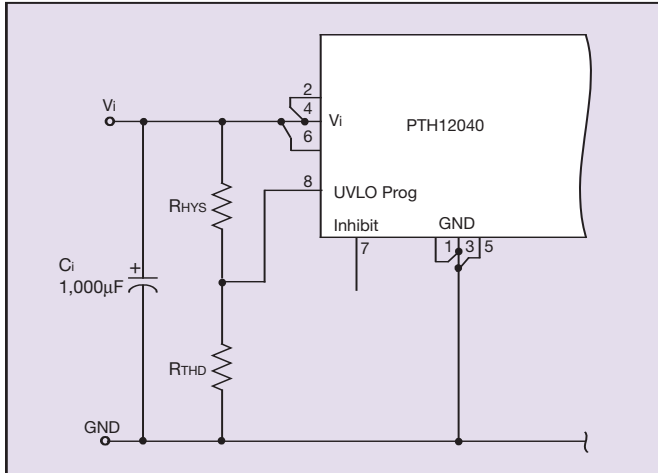 2
4
Vi
Vi
PTH12040
6
8
UVLO Prog
RHYS
Inhibit
GND
1 3 5
7
Ci
+
1,000μF
RTHD
GND